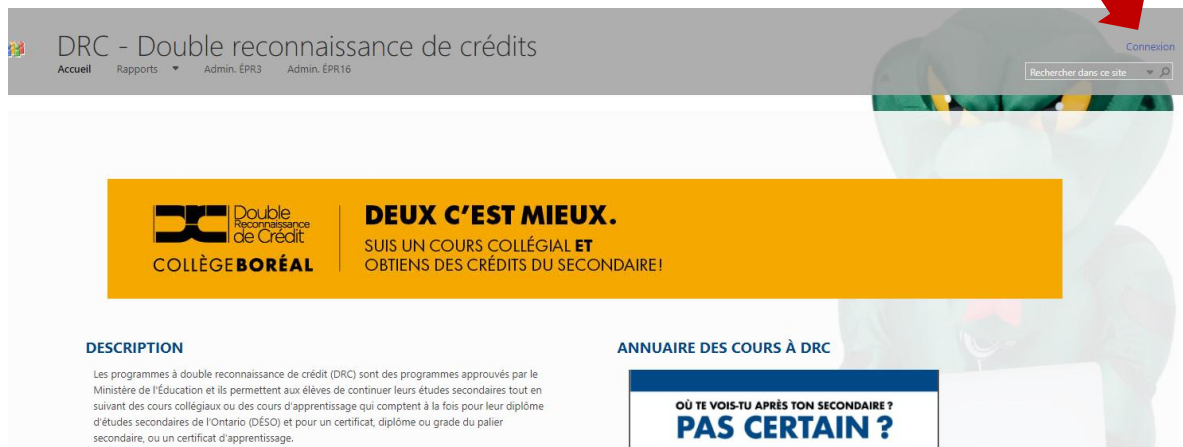 DRC - Double reconnaissance de crédits
Connexion
Accueil Rapports Admin. ÉPR3 Admin. ÉPR16
Rechercher dans ce site
Double
Reconnaissance
de Crédit
COLLÈGE BORÉAL
DEUX C'EST MIEUX.
SUIS UN COURS COLLÉGIAL ET
OBTIENS DES CRÉDITS DU SECONDAIRE!
DESCRIPTION
Les programmes à double reconnaissance de crédit (DRC) sont des programmes approuvés par le
Ministère de l'Éducation et ils permettent aux élèves de continuer leurs études secondaires tout en
suivant des cours collégiaux ou des cours d'apprentissage qui comptent à la fois pour leur diplôme
d'études secondaires de l'Ontario (DÉSO) et pour un certificat, diplôme ou grade du palier
secondaire, ou un certificat d'apprentissage.
ANNUAIRE DES COURS À DRC
OÙ TE VOIS-TU APRÈS TON SECONDAIRE ?
PAS CERTAIN ?